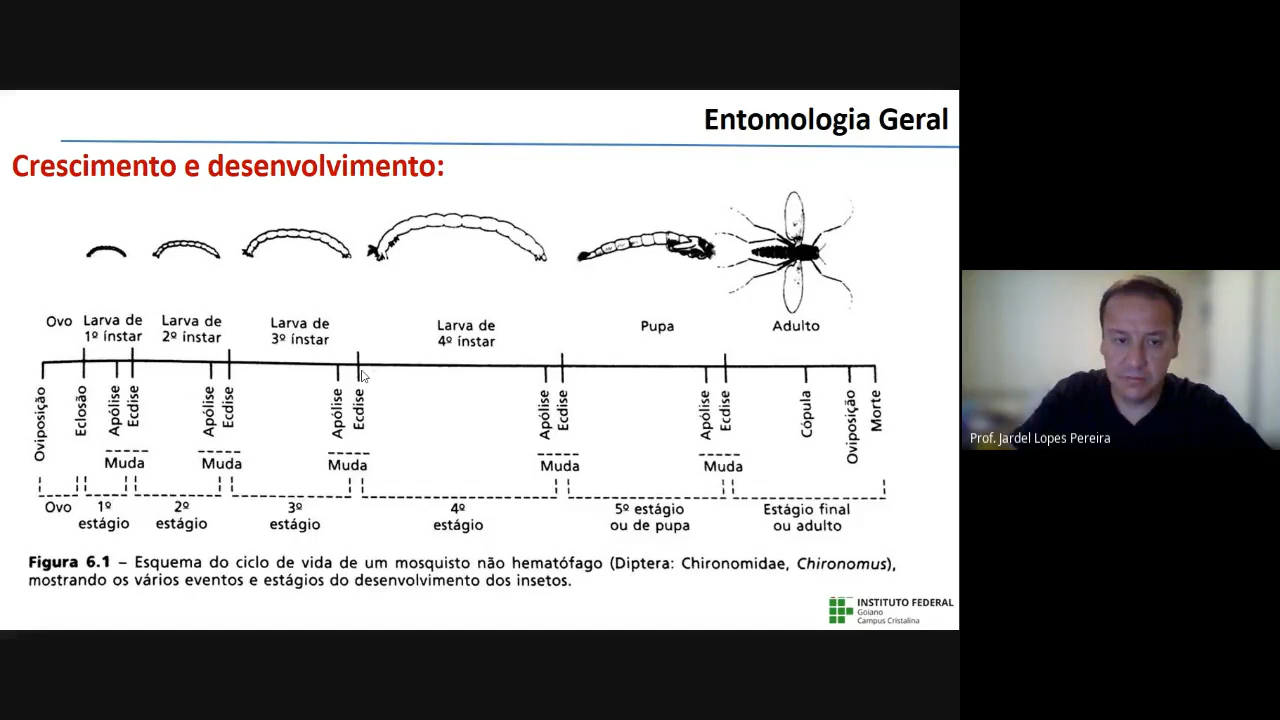 Entomologia Geral
Crescimento e desenvolvimento:
Ovo
Larva de
1º ínstar
Larva de
2º ínstar
Larva de
3º ínstar
Larva de
4º ínstar
Pupa
Adulto
Oviposição
Eclosão
Apólise
Ecdise
Apólise
Ecdise
Apólise
Ecdise
Apólise
Ecdise
Apólise
Ecdise
Cópula
Oviposição
Morte
Muda
Muda
Muda
Muda
Muda
Ovo
1º
estágio
2º
estágio
3º
estágio
4º
estágio
5º estágio
ou de pupa
Estágio final
ou adulto
Figura 6.1 – Esquema do ciclo de vida de um mosquisto não hematófago (Diptera: Chironomidae, Chironomus),
mostrando os vários eventos e estágios do desenvolvimento dos insetos.
INSTITUTO FEDERAL
Goiano
Campus Cristalina
Prof. Jardel Lopes Pereira